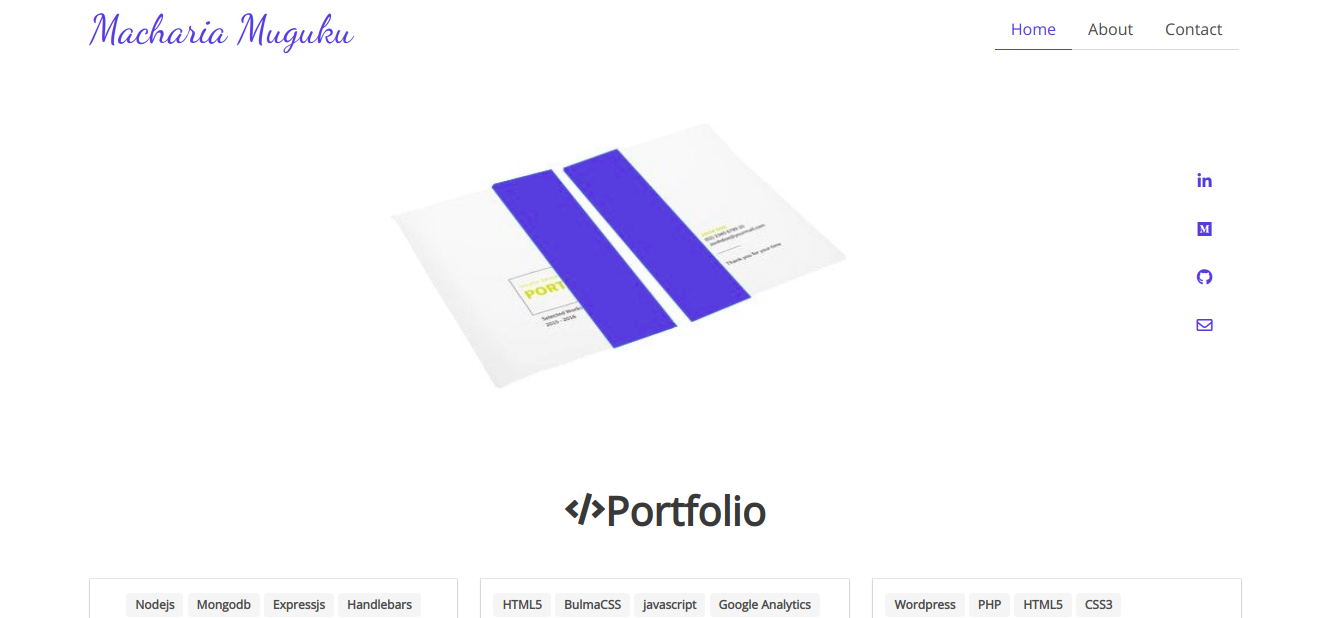 Macharia Muguku
Home About Contact
PORT
Selected Works
2015 - 2016
Thank you for your time
</>Portfolio
Nodejs Mongodb Expressjs Handlebars
HTML5 BulmaCSS javascript Google Analytics
Wordpress PHP HTML5 CSS3